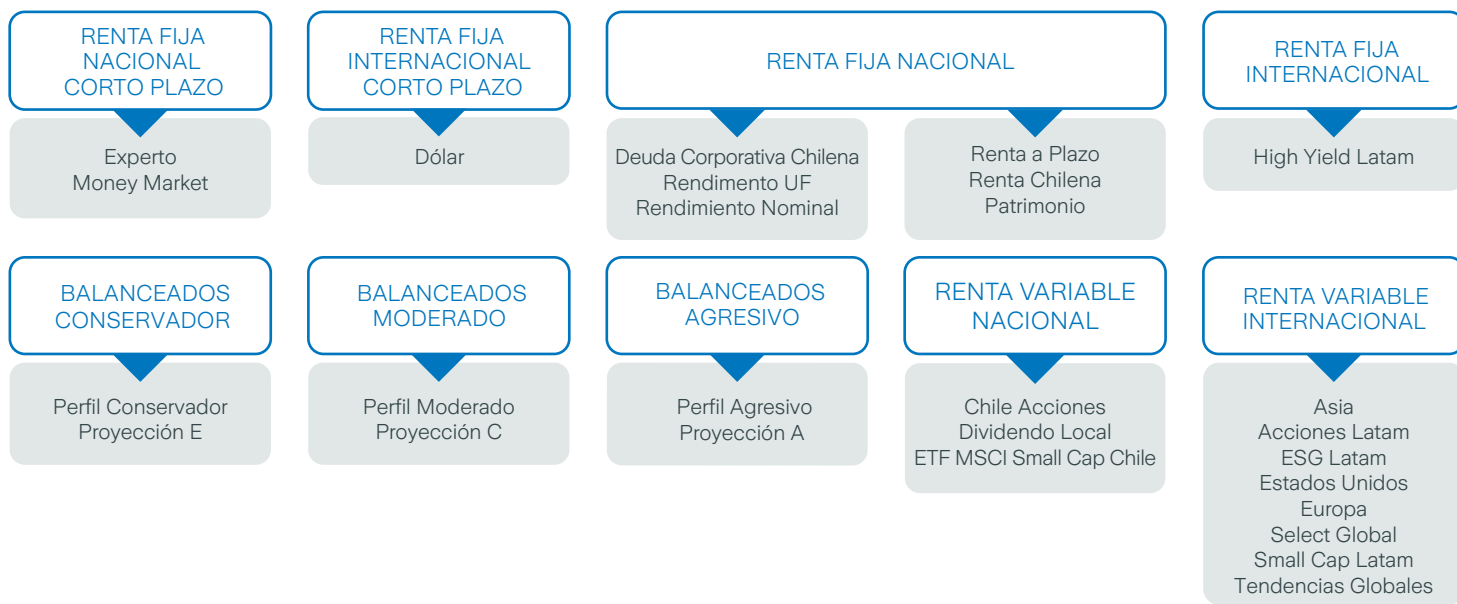 RENTA FIJA
NACIONAL
CORTO PLAZO
Experto
Money Market
RENTA FIJA
INTERNACIONAL
CORTO PLAZO
Dólar
RENTA FIJA NACIONAL
Deuda Corporativa Chilena
Rendimento UF
Rendimiento Nominal
Renta a Plazo
Renta Chilena
Patrimonio
RENTA FIJA
INTERNACIONAL
High Yield Latam
BALANCEADOS
CONSERVADOR
Perfil Conservador
Proyección E
BALANCEADOS
MODERADO
Perfil Moderado
Proyección C
BALANCEADOS
AGRESIVO
Perfil Agresivo
Proyección A
RENTA VARIABLE
NACIONAL
Chile Acciones
Dividendo Local
ETF MSCI Small Cap Chile
RENTA VARIABLE
INTERNACIONAL
Asia
Acciones Latam
ESG Latam
Estados Unidos
Europa
Select Global
Small Cap Latam
Tendencias Globales